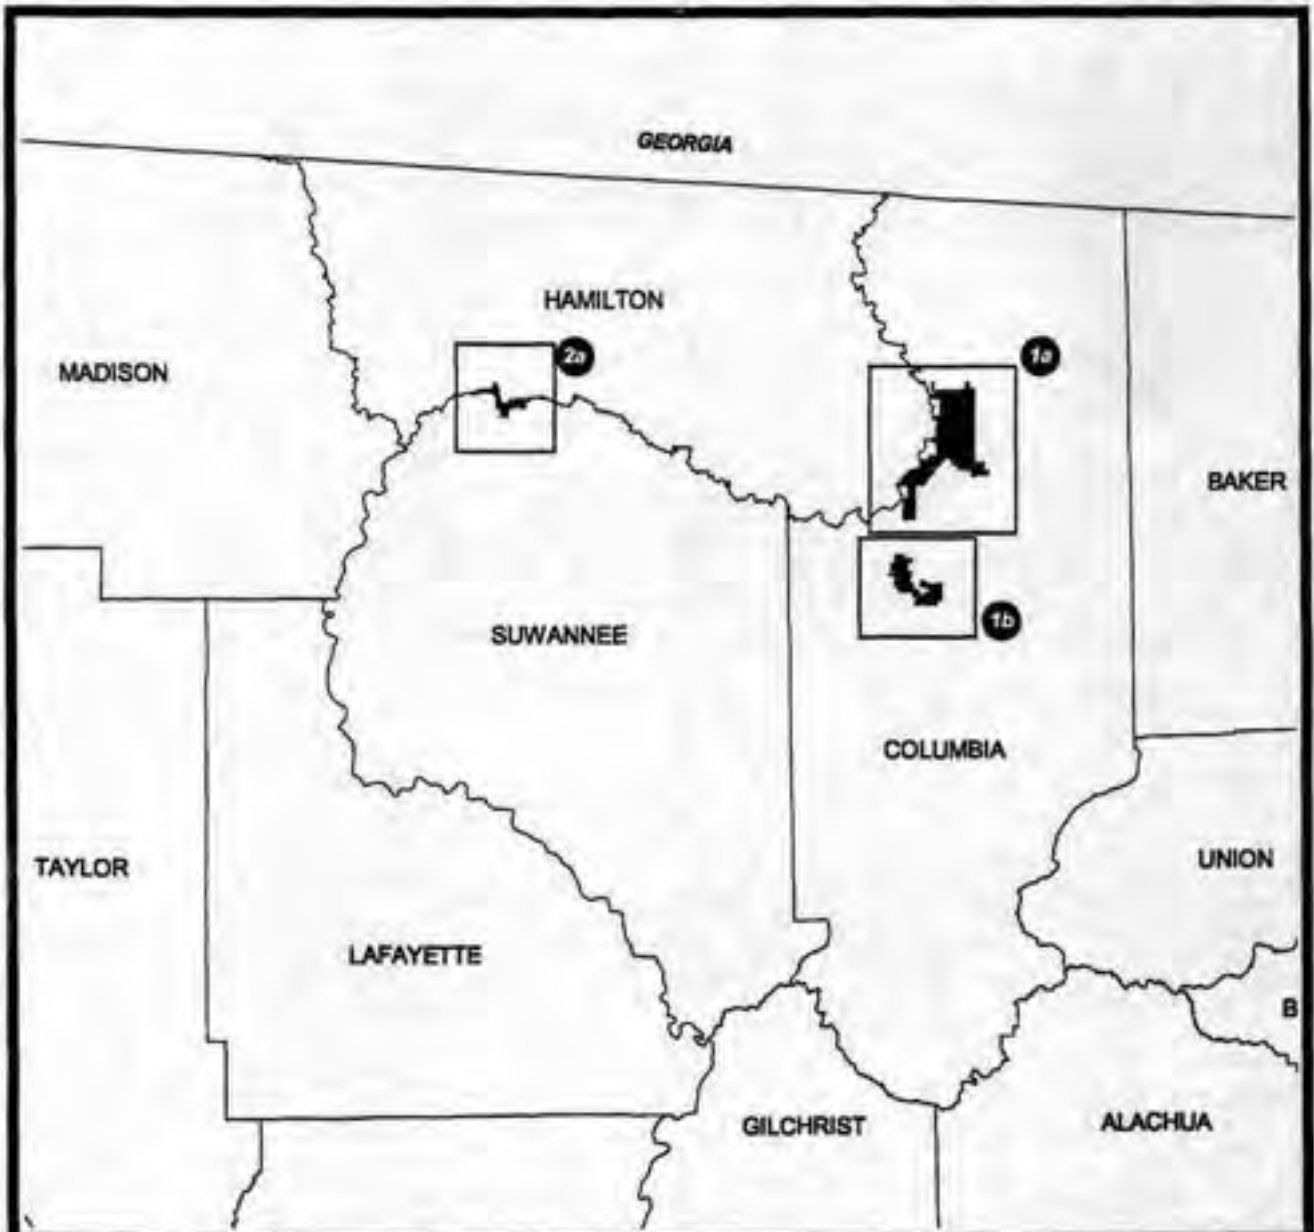 GEORGIA
HAMILTON
2a
1a
MADISON
BAKER
1b
SUWANNEE
COLUMBIA
UNION
TAYLOR
LAFAYETTE
B
GILCHRIST
ALACHUA